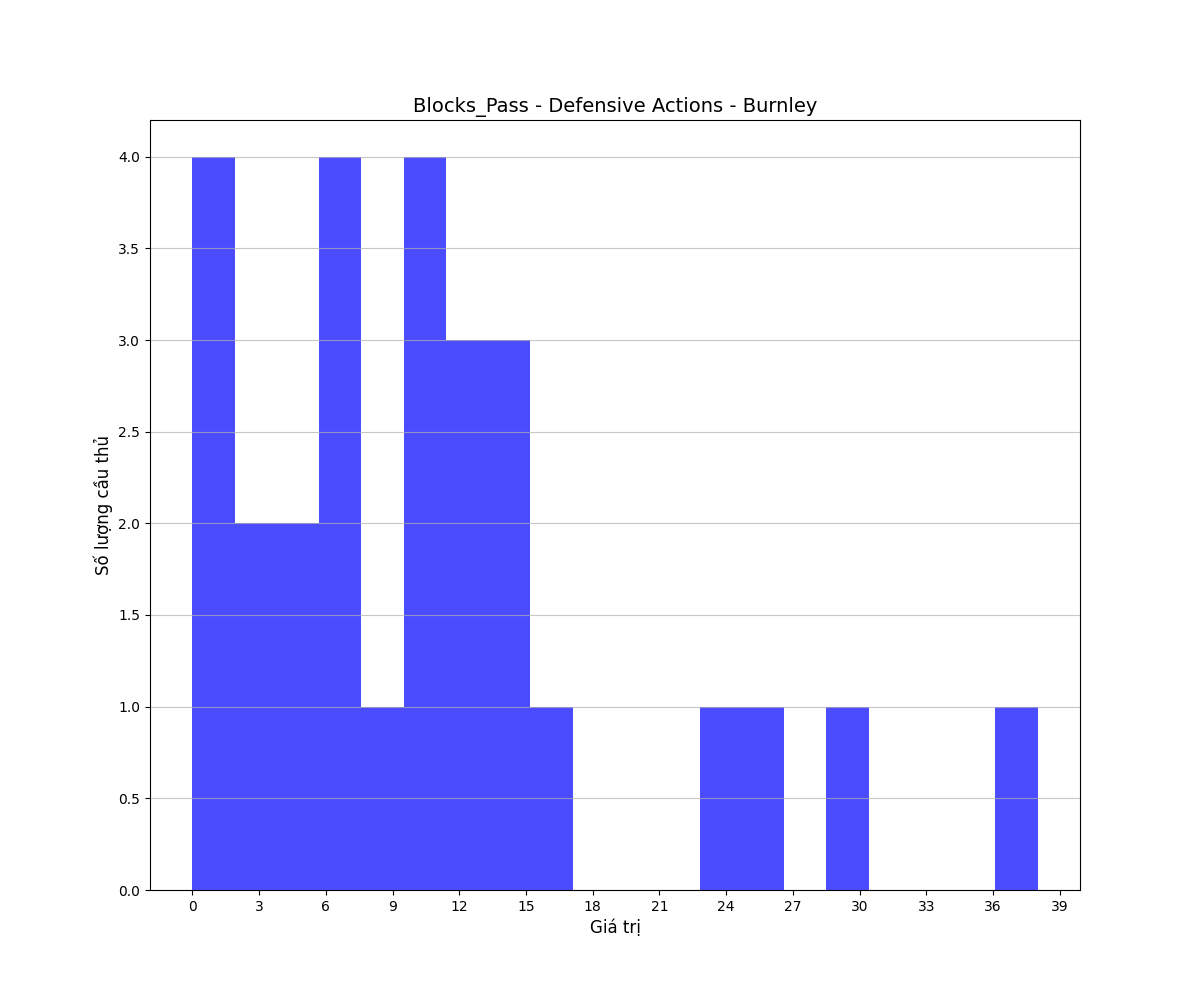 Blocks_Pass - Defensive Actions - Burnley
4.0
3.5
3.0
2.5
2.0
1.5
1.0
0.5
0.0
Số lượng cầu thủ
0 3 6 9 12 15 18 21 24 27 30 33 36 39
Giá trị